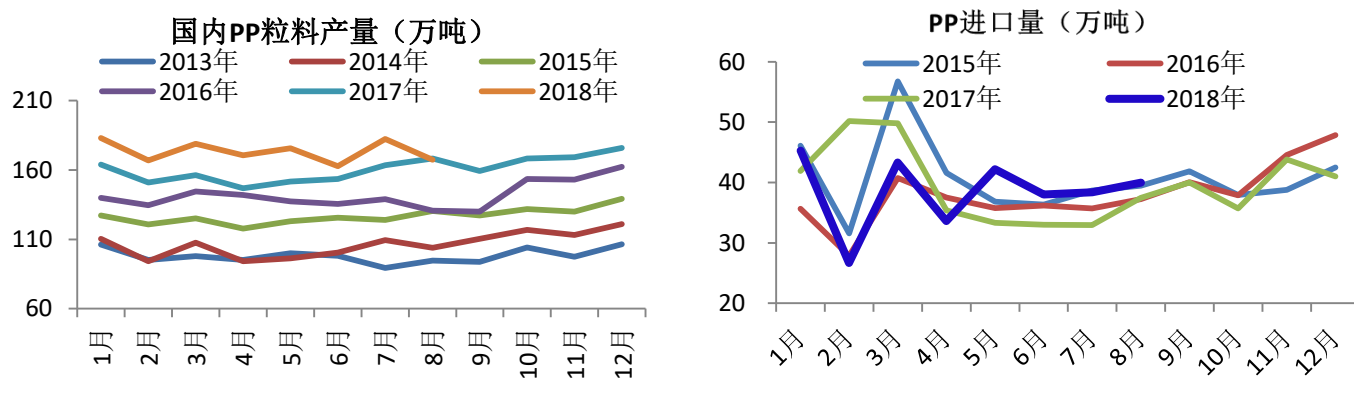 国内PP粒料产量（万吨）
2013年 2014年 2015年
2016年 2017年 2018年
210
160
110
60
1月 2月 3月 4月 5月 6月 7月 8月 9月 10月 11月 12月
PP进口量（万吨）
2015年 2016年
2017年 2018年
60
50
40
30
20
1月 2月 3月 4月 5月 6月 7月 8月 9月 10月 11月 12月